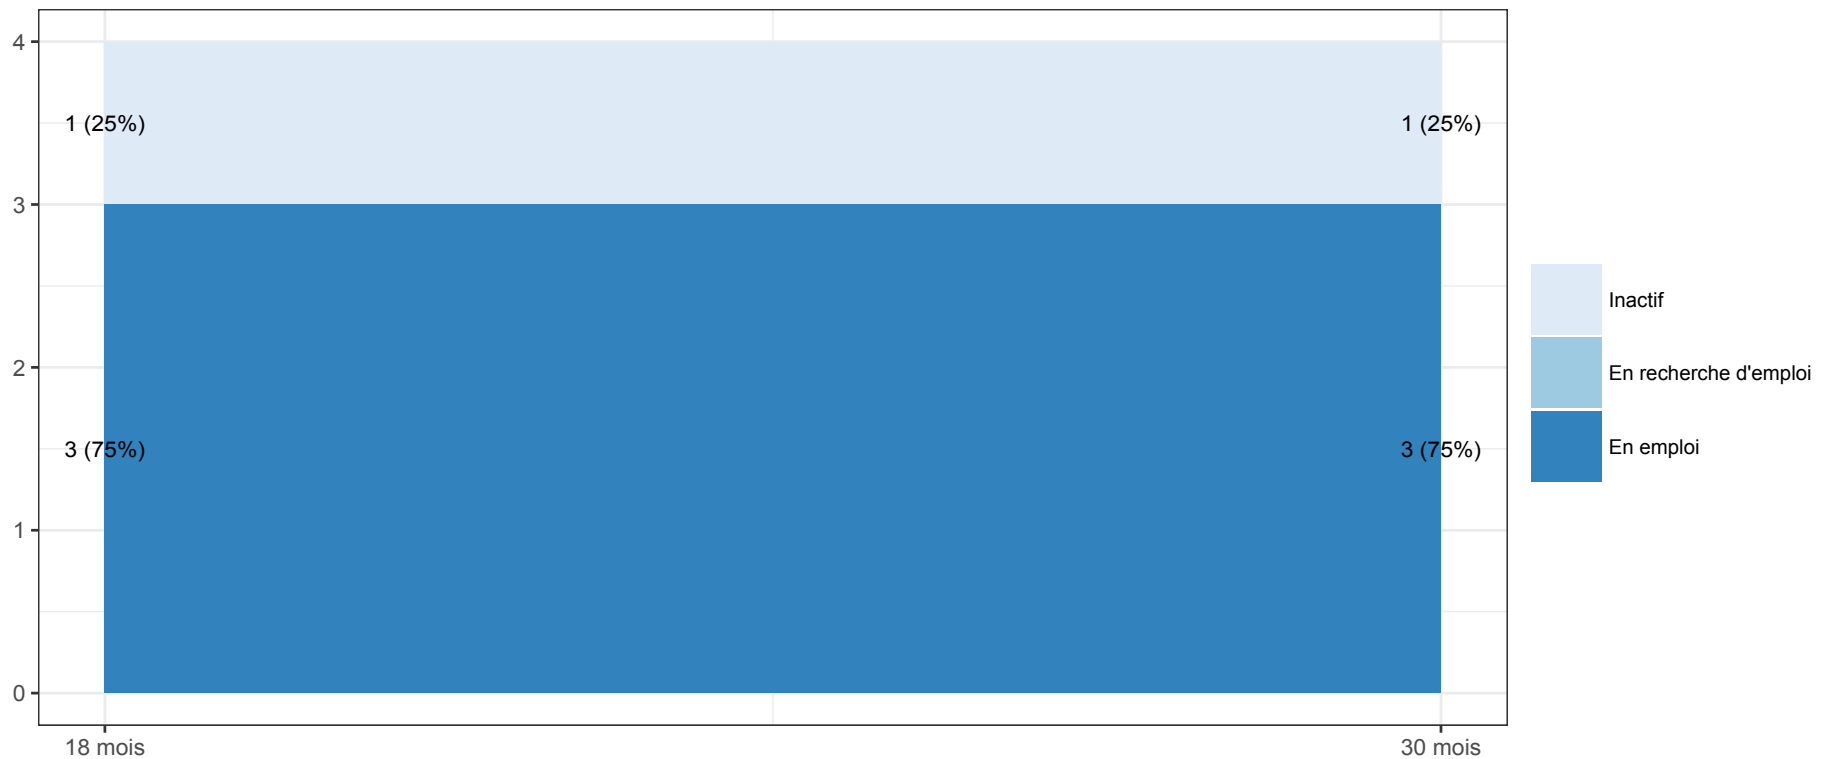 4
1 (25%)
1 (25%)
3
Inactif
2
En recherche d'emploi
3 (75%)
3 (75%)
En emploi
1
0
18 mois
30 mois